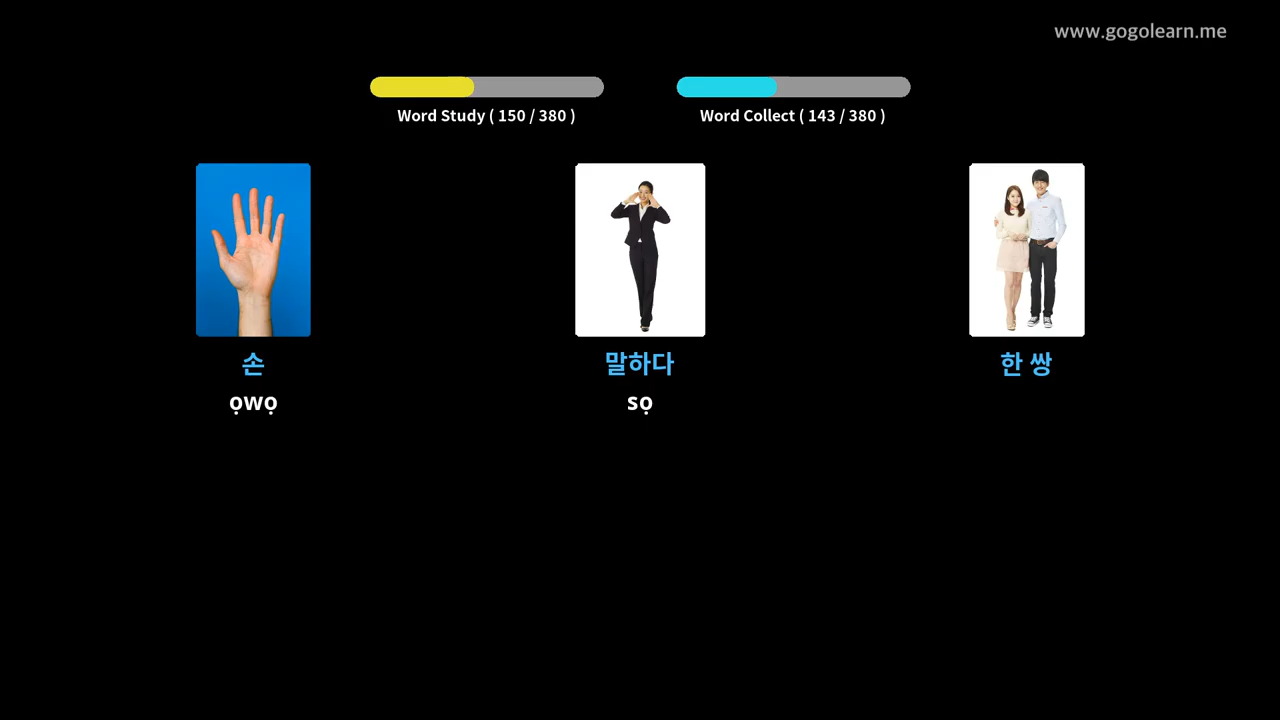 www.gogolearn.me
Word Study ( 150 / 380 )
Word Collect ( 143 / 380 )
손
말하다
한 쌍
ọwọ
sọ